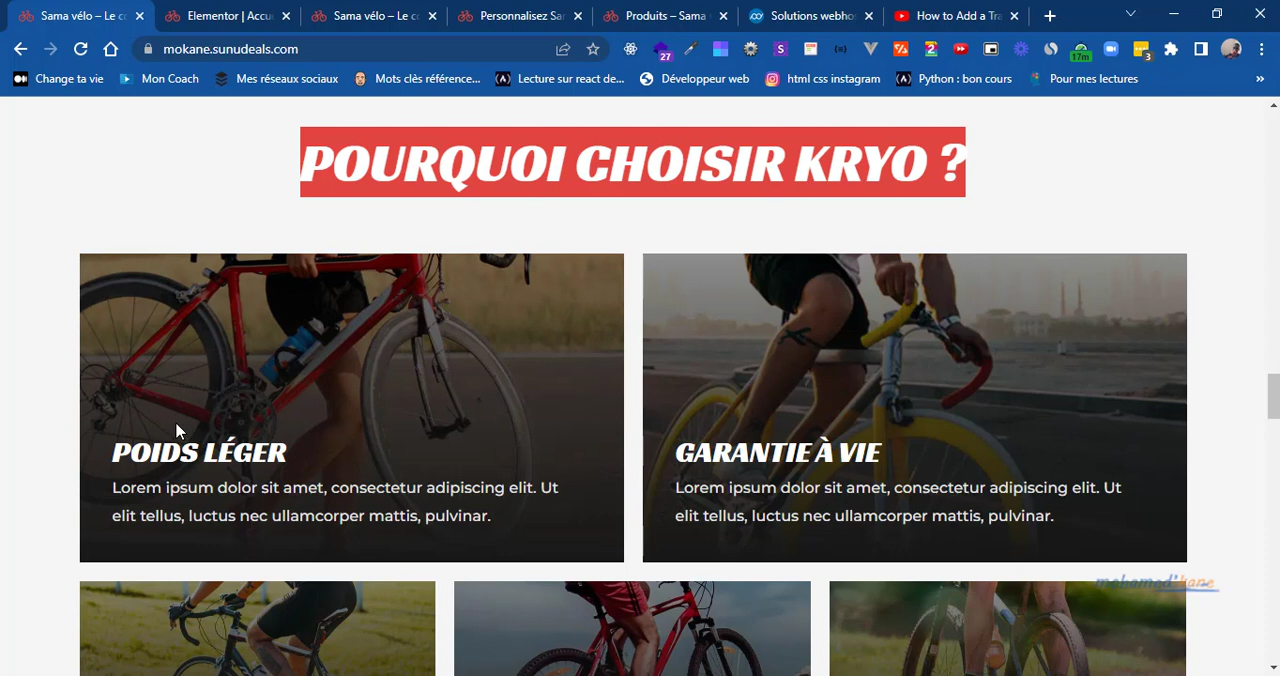 Sama vélo – Le c
Elementor | Accu
Sama vélo – Le c
Personnalisez Sa
Produits – Sama
Solutions webhos
How to Add a Tra
mokane.sunudeals.com
27
17m
3
Change ta vie
Mon Coach
Mes réseaux sociaux
Mots clès référence...
Lecture sur react de...
Développeur web
html css instagram
Python : bon cours
Pour mes lectures
POURQUOI CHOISIR KRYO ?
POIDS LÉGER
Lorem ipsum dolor sit amet, consectetur adipiscing elit. Ut
elit tellus, luctus nec ullamcorper mattis, pulvinar.
GARANTIE À VIE
Lorem ipsum dolor sit amet, consectetur adipiscing elit. Ut
elit tellus, luctus nec ullamcorper mattis, pulvinar.
mohamed'kane